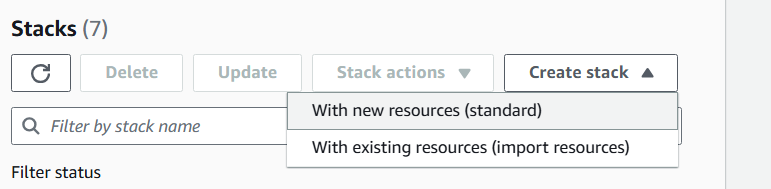 Stacks (7)
Delete Update Stack actions Create stack
With new resources (standard)
Filter by stack name
With existing resources (import resources)
Filter status